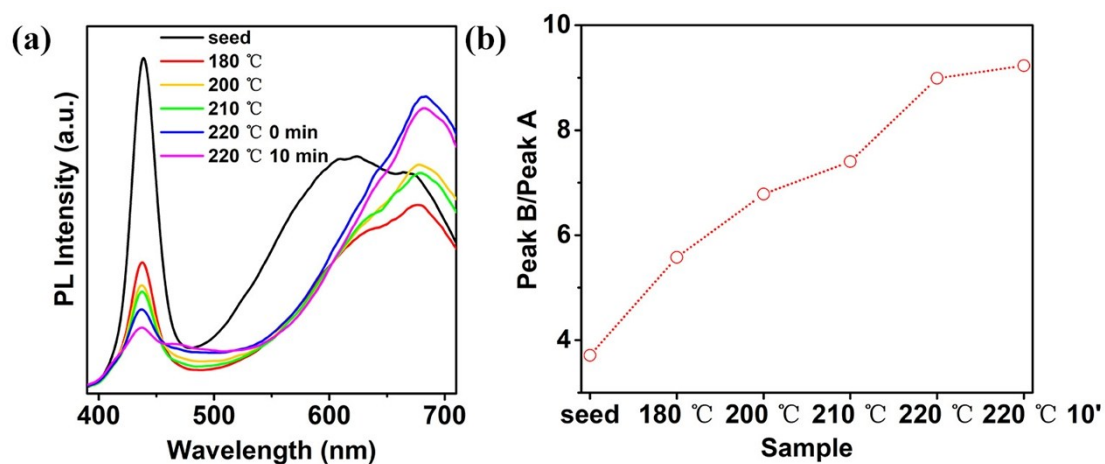 (a)
seed
180 ℃
200 ℃
210 ℃
220 ℃ 0 min
220 ℃ 10 min
PL Intensity (a.u.)
400 500 600 700
Wavelength (nm)
(b)
10
8
6
4
Peak B/Peak A
seed 180 ℃ 200 ℃ 210 ℃ 220 ℃ 220 ℃ 10'
Sample